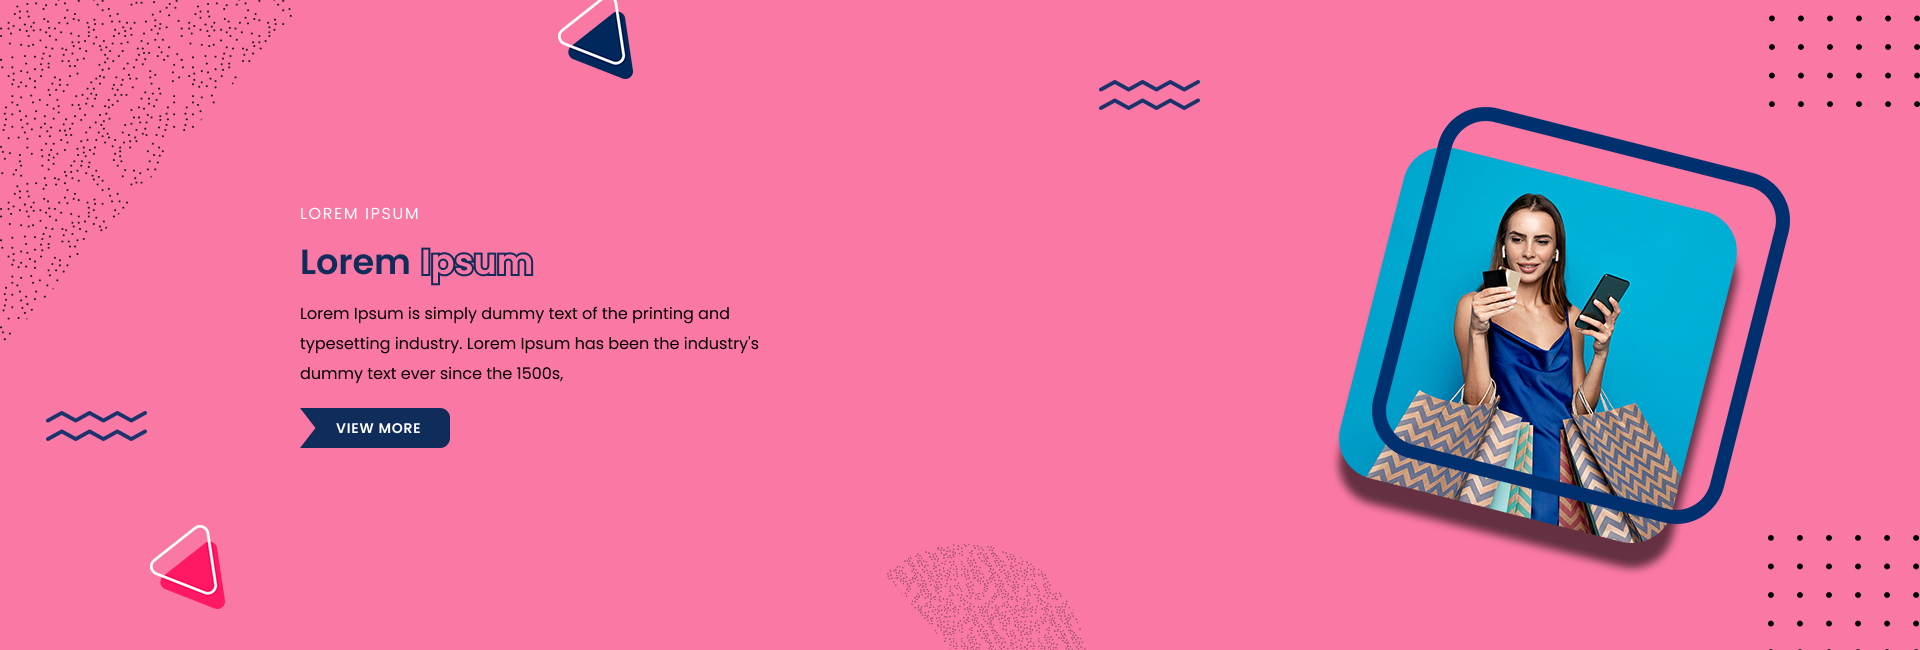 LOREM IPSUM
Lorem Ipsum
Lorem Ipsum is simply dummy text of the printing and
typesetting industry. Lorem Ipsum has been the industry's
dummy text ever since the 1500s,
VIEW MORE